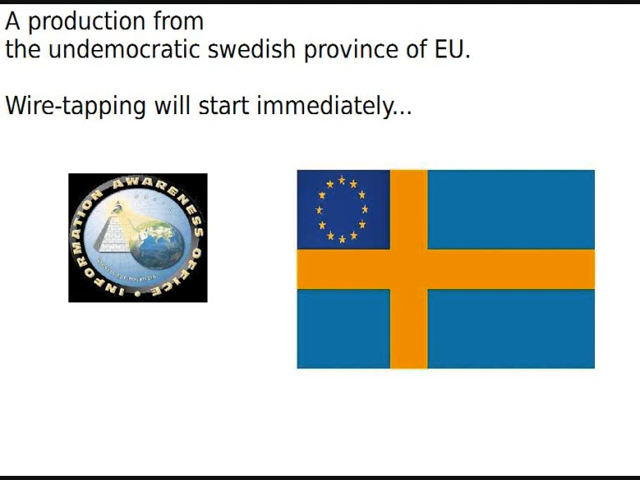 A production from
the undemocratic swedish province of EU.
Wire-tapping will start immediately...
INFORMATION AWARENESS OFFICE